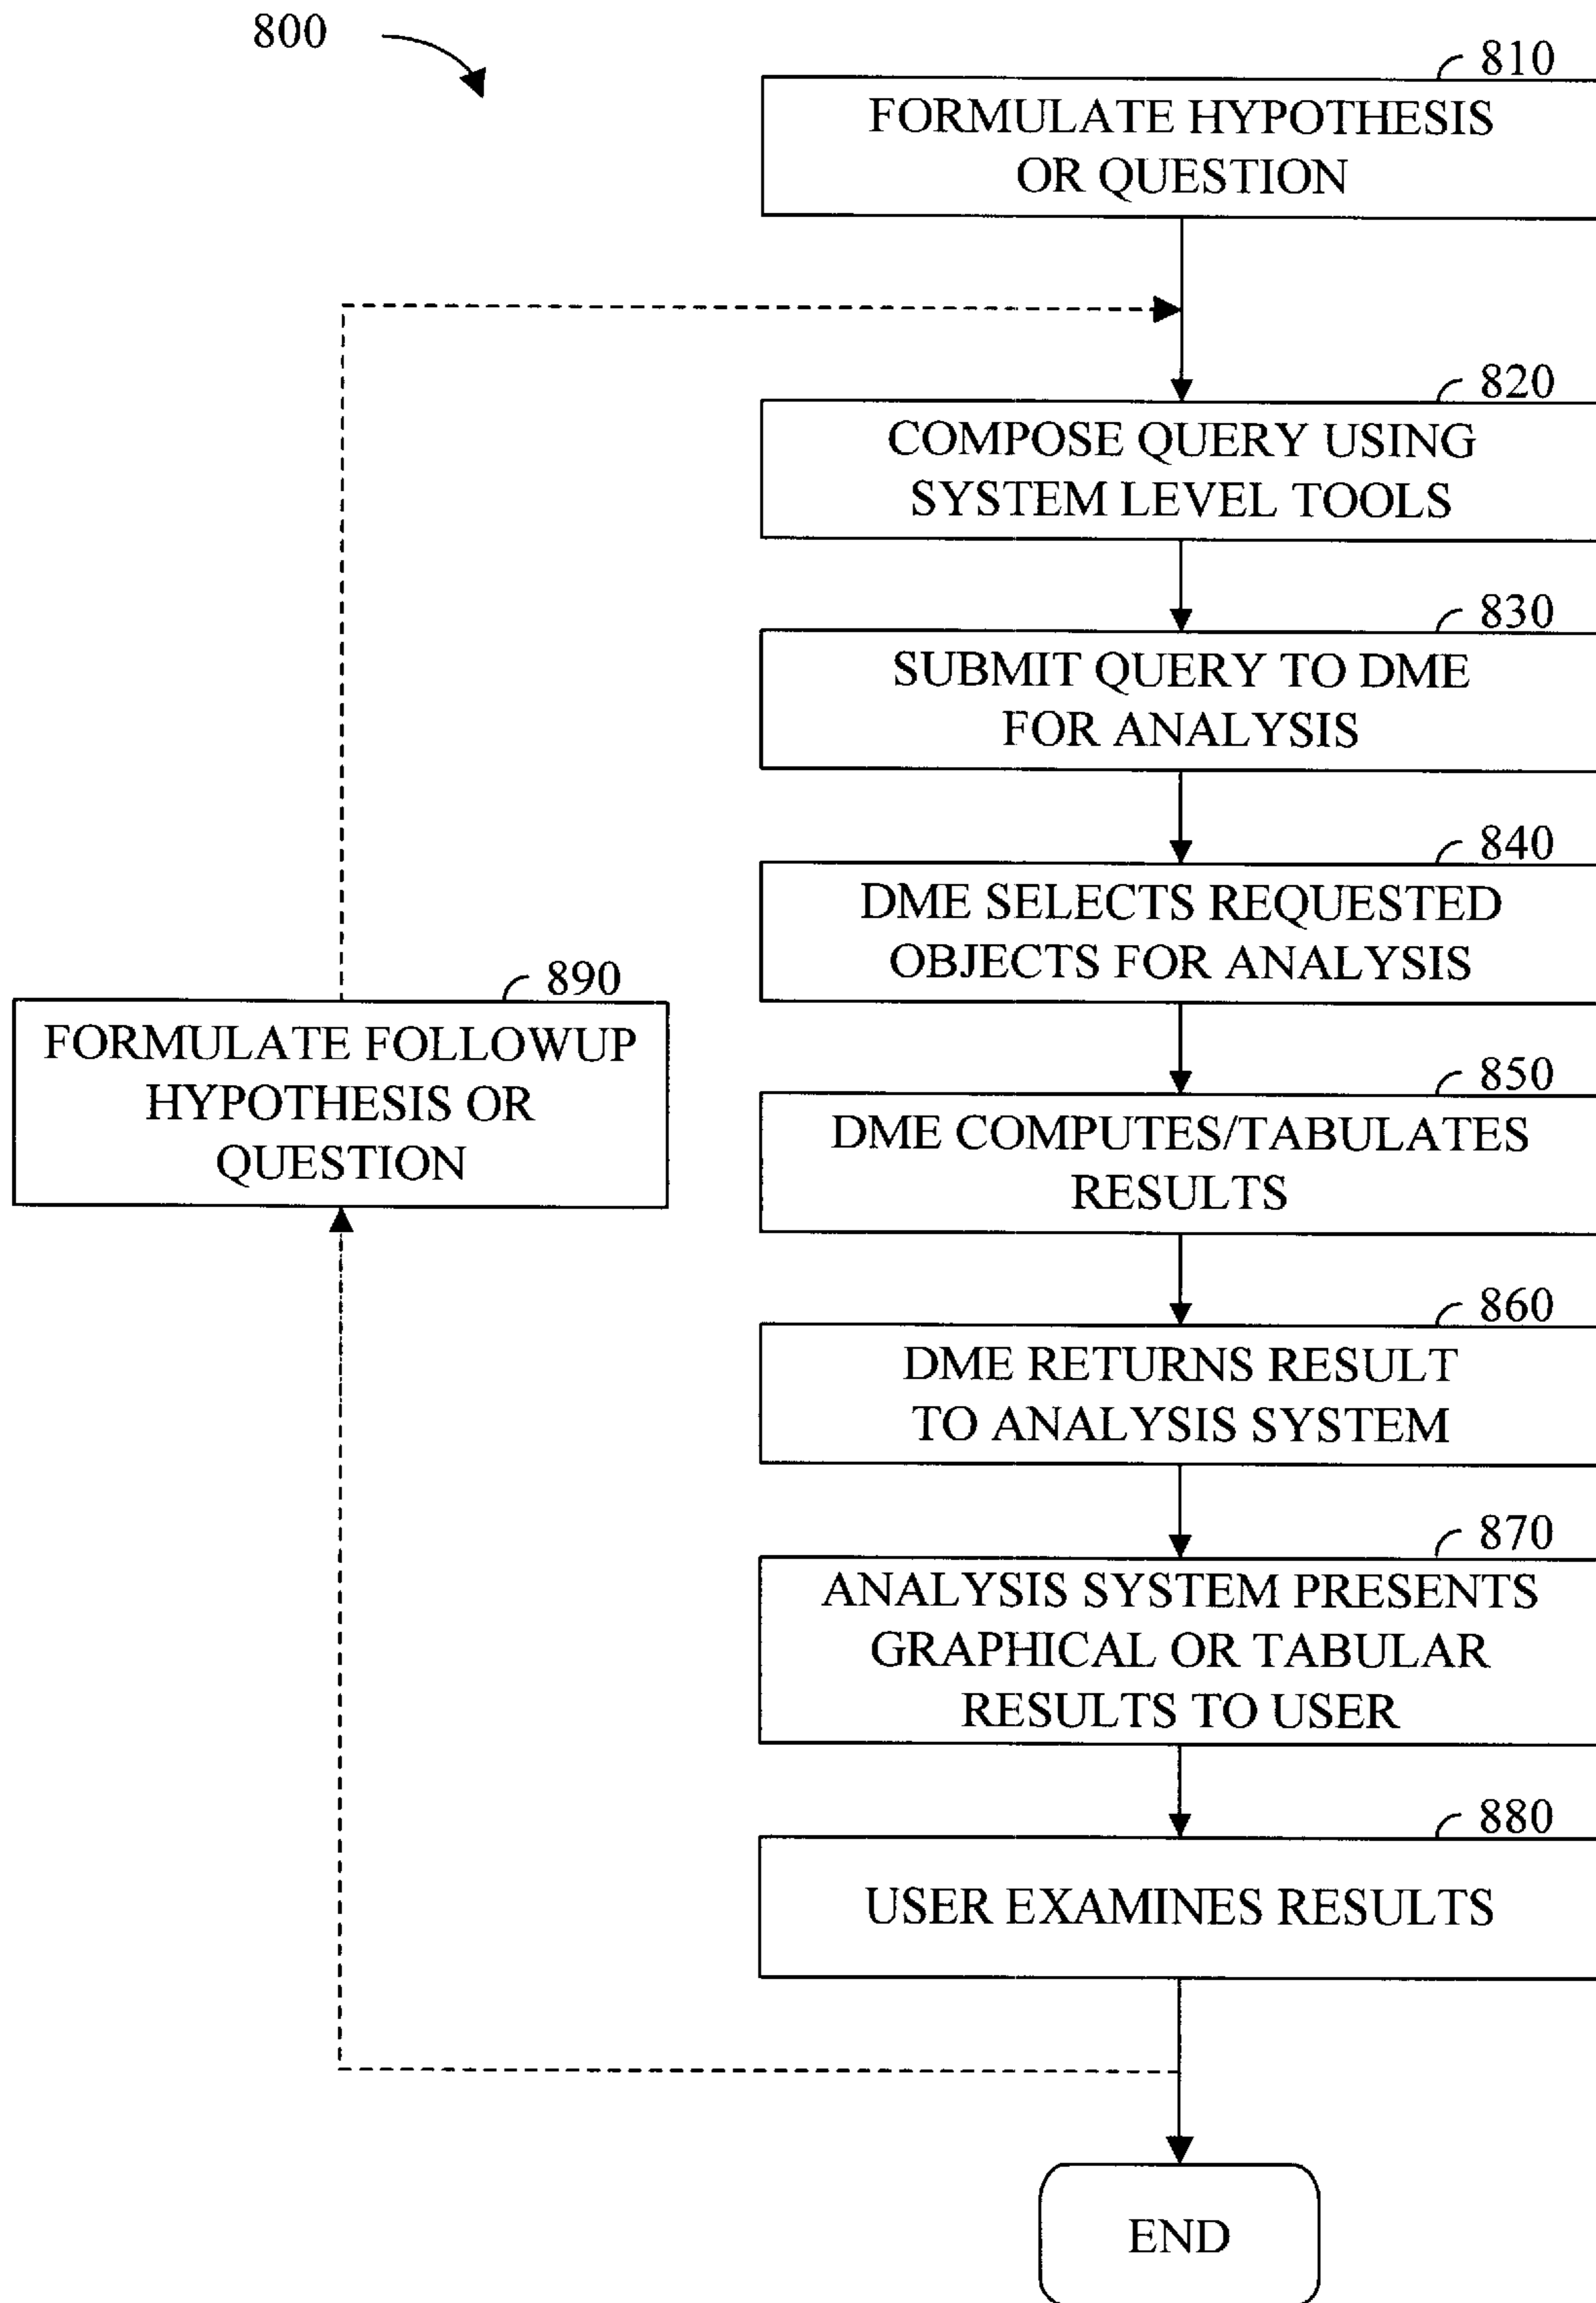 800
810
FORMULATE HYPOTHESIS
OR QUESTION
820
COMPOSE QUERY USING
SYSTEM LEVEL TOOLS
830
SUBMIT QUERY TO DME
FOR ANALYSIS
840
DME SELECTS REQUESTED
OBJECTS FOR ANALYSIS
890
FORMULATE FOLLOWUP
HYPOTHESIS OR
QUESTION
850
DME COMPUTES/TABULATES
RESULTS
860
DME RETURNS RESULT
TO ANALYSIS SYSTEM
870
ANALYSIS SYSTEM PRESENTS
GRAPHICAL OR TABULAR
RESULTS TO USER
880
USER EXAMINES RESULTS
END